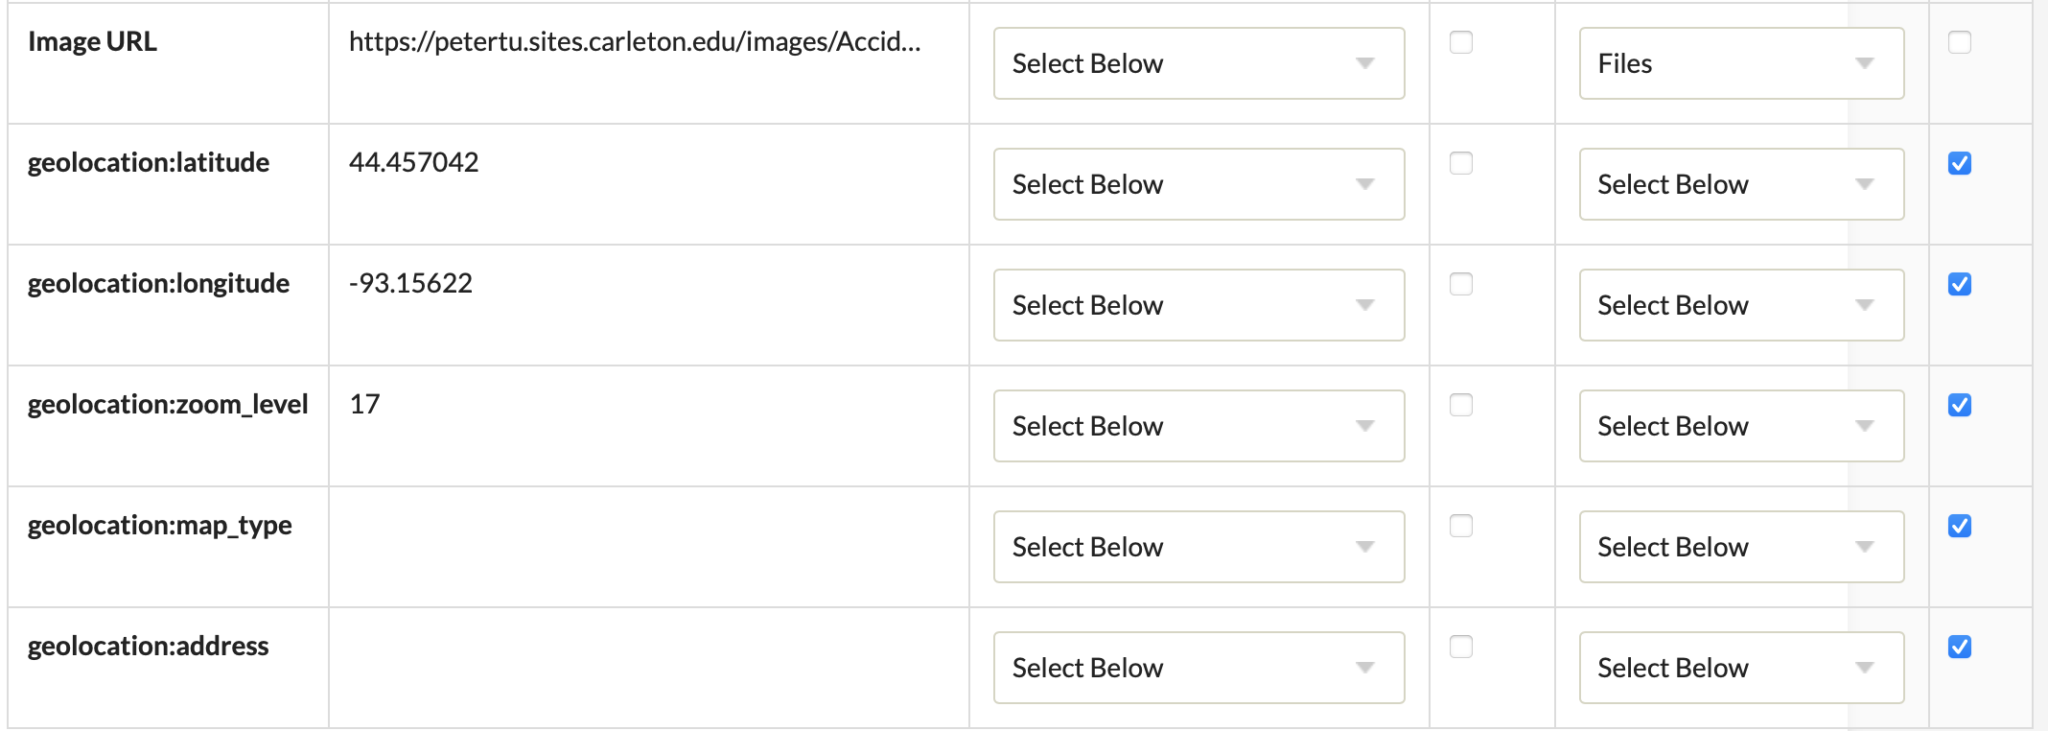 Image URL https://petertu.sites.carleton.edu/images/Accid... Select Below Files
geolocation:latitude 44.457042 Select Below Select Below
geolocation:longitude -93.15622 Select Below Select Below
geolocation:zoom_level 17 Select Below Select Below
geolocation:map_type Select Below Select Below
geolocation:address Select Below Select Below